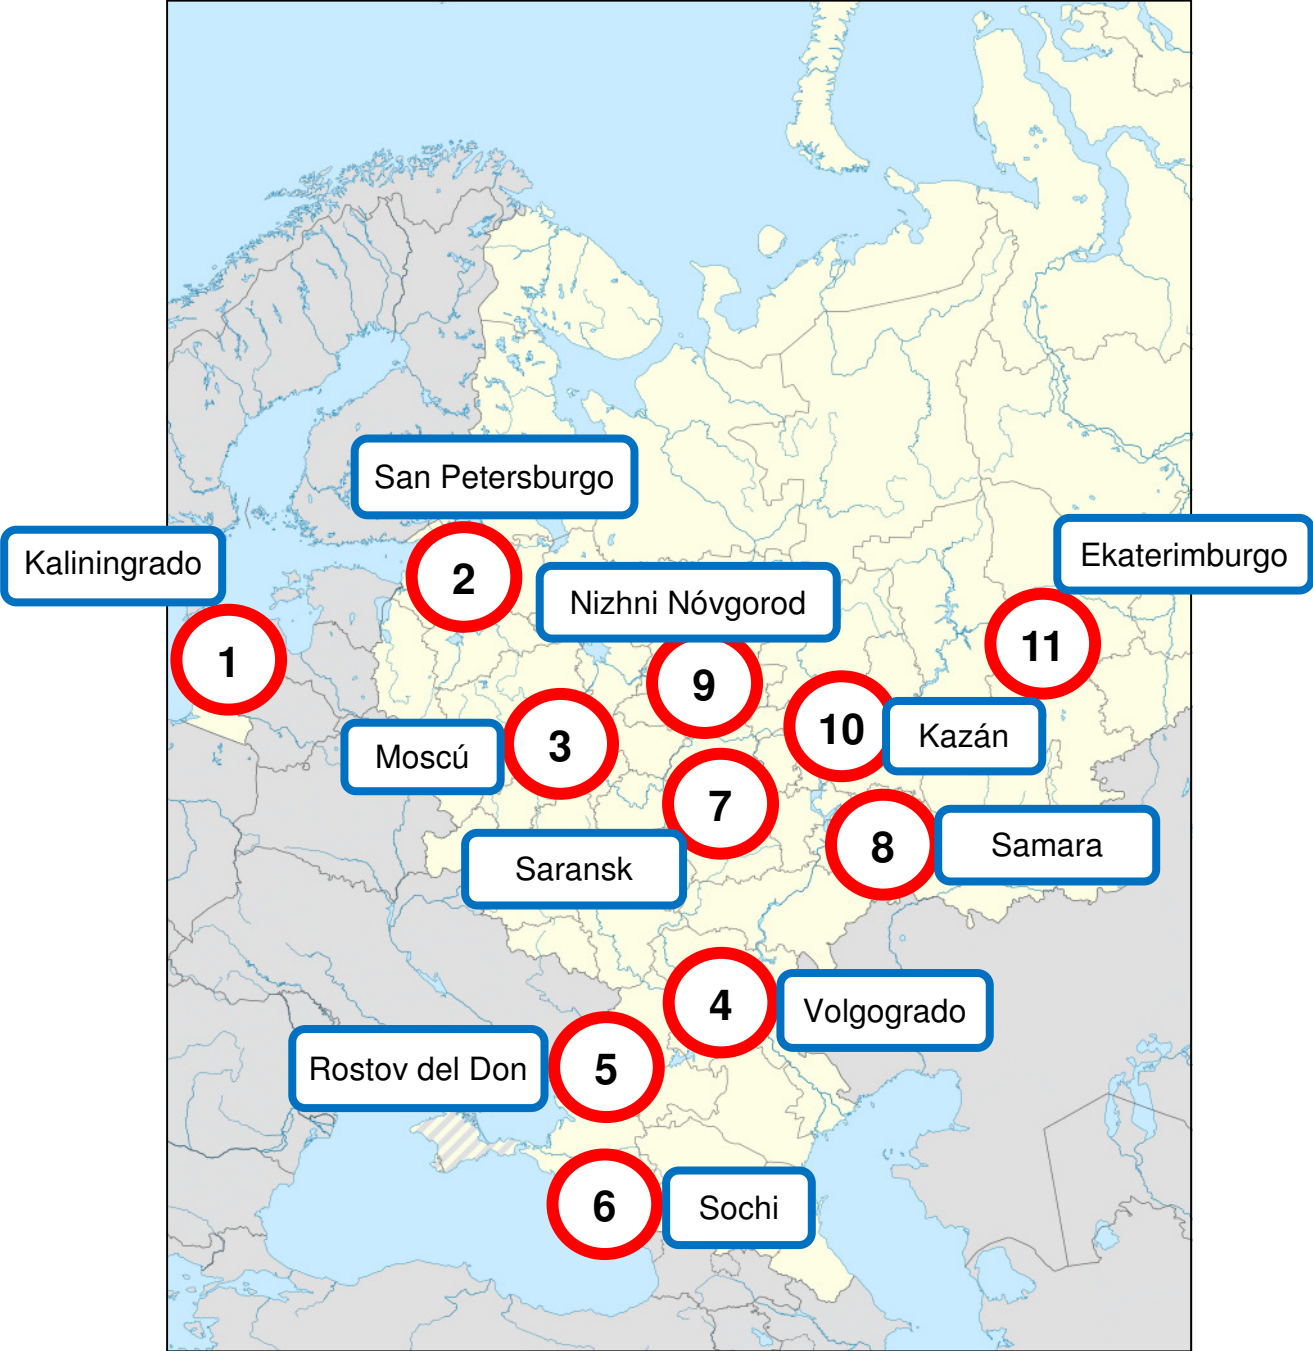 San Petersburgo
Kaliningrado
Ekaterimburgo
2
Nizhni Nóvgorod
1
11
9
10
Kazán
Moscú
3
7
8
Samara
Saransk
4
Volgogrado
Rostov del Don
5
6
Sochi